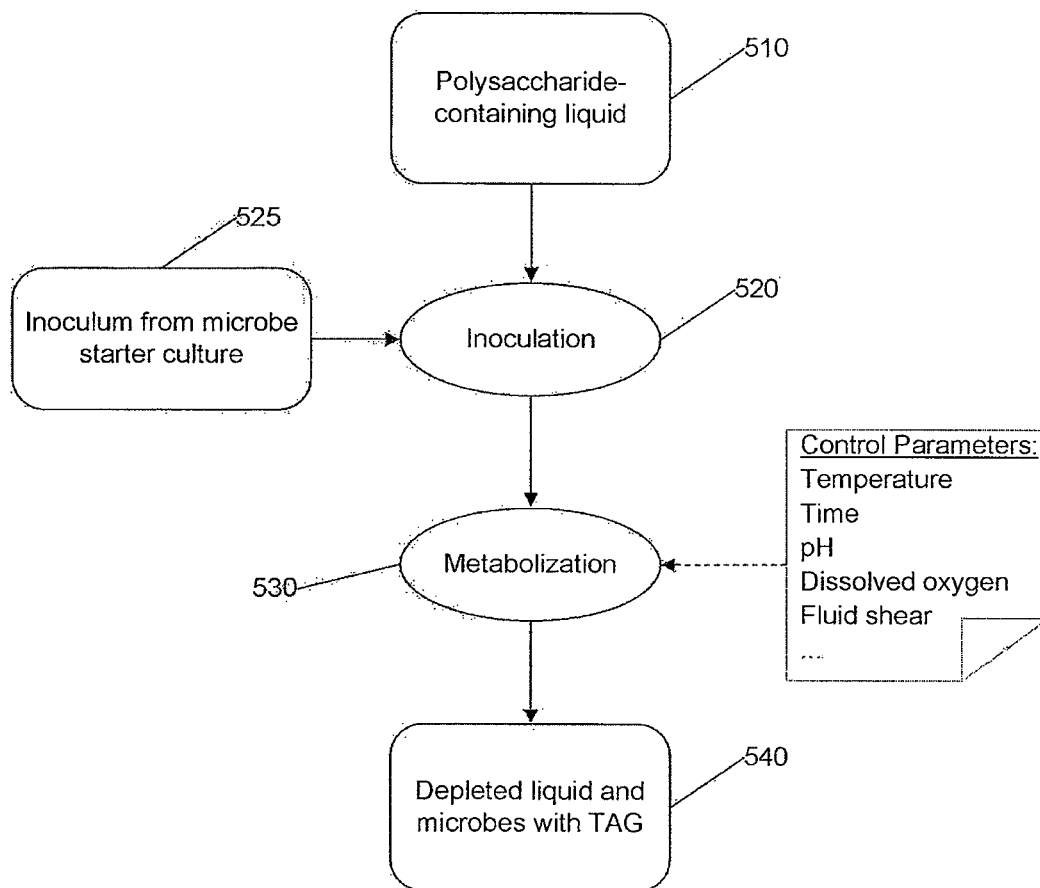 510
Polysaccharide-
containing liquid
525
Inoculum from microbe
starter culture
520
Inoculation
Control Parameters:
Temperature
Time
pH
Dissolved oxygen
Fluid shear
...
530
Metabolization
540
Depleted liquid and
microbes with TAG